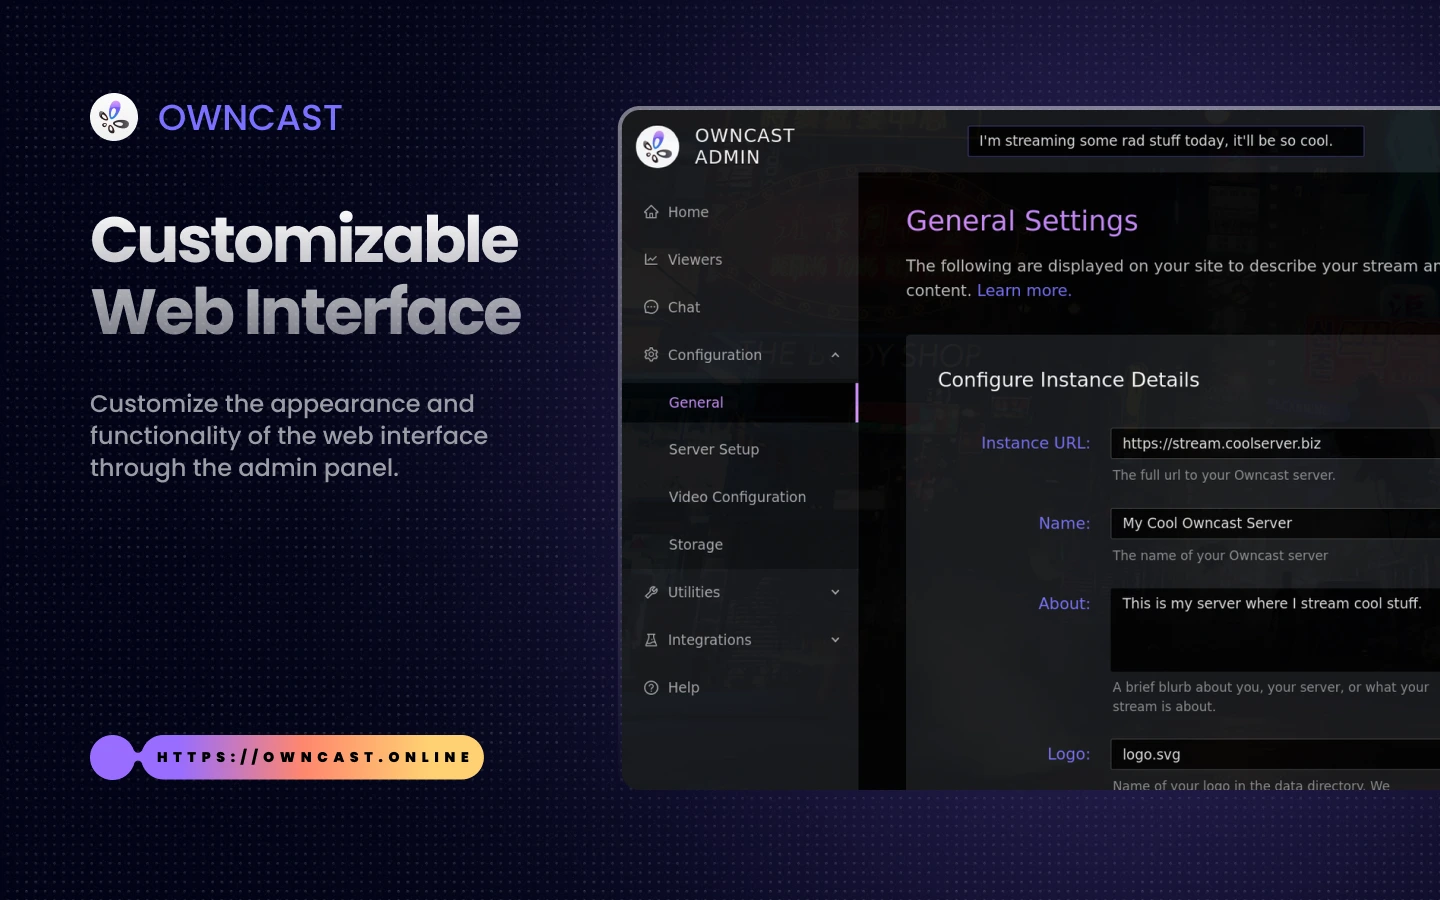 OWNCAST
Customizable
Web Interface
Customize the appearance and
functionality of the web interface
through the admin panel.
HTTPS://OWNCAST.ONLINE
OWNCAST
ADMIN
I'm streaming some rad stuff today, it'll be so cool.
Home
Viewers
Chat
Configuration
General
Server Setup
Video Configuration
Storage
Utilities
Integrations
Help
General Settings
The following are displayed on your site to describe your stream
content. Learn more.
Configure Instance Details
Instance URL:
https://stream.coolserver.biz
The full url to your Owncast server.
Name:
My Cool Owncast Server
The name of your Owncast server
About:
This is my server where I stream cool stuff.
A brief blurb about you, your server, or what your
stream is about.
Logo:
logo.svg
Name of your logo in the data directory. We
THE BODY SHOP